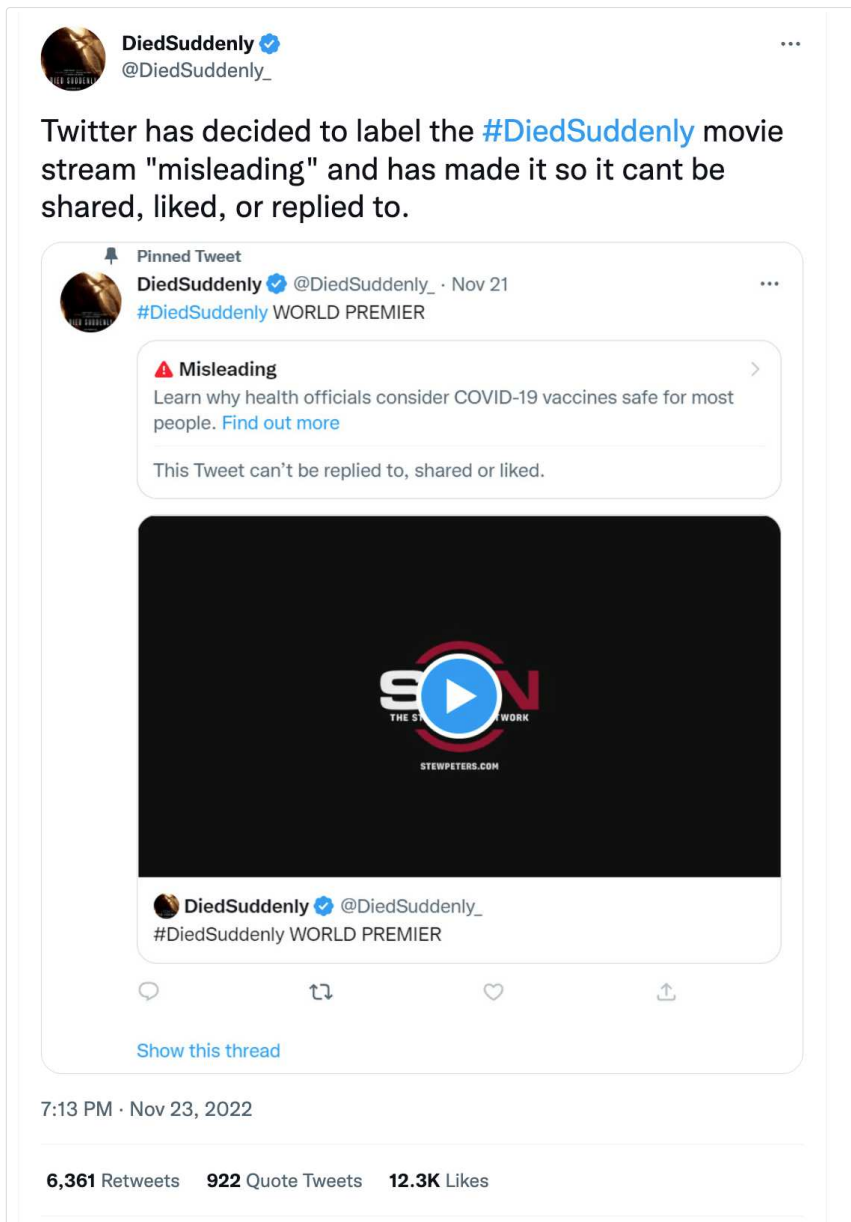 DiedSuddenly
@DiedSuddenly_
Twitter has decided to label the #DiedSuddenly movie
stream "misleading" and has made it so it cant be
shared, liked, or replied to.
Pinned Tweet
DiedSuddenly @DiedSuddenly_ · Nov 21
#DiedSuddenly WORLD PREMIER
Misleading
Learn why health officials consider COVID-19 vaccines safe for most
people. Find out more
This Tweet can't be replied to, shared or liked.
S N
THE ST TWORK
STEWPETERS.COM
DiedSuddenly @DiedSuddenly_
#DiedSuddenly WORLD PREMIER
Show this thread
7:13 PM · Nov 23, 2022
6,361 Retweets 922 Quote Tweets 12.3K Likes